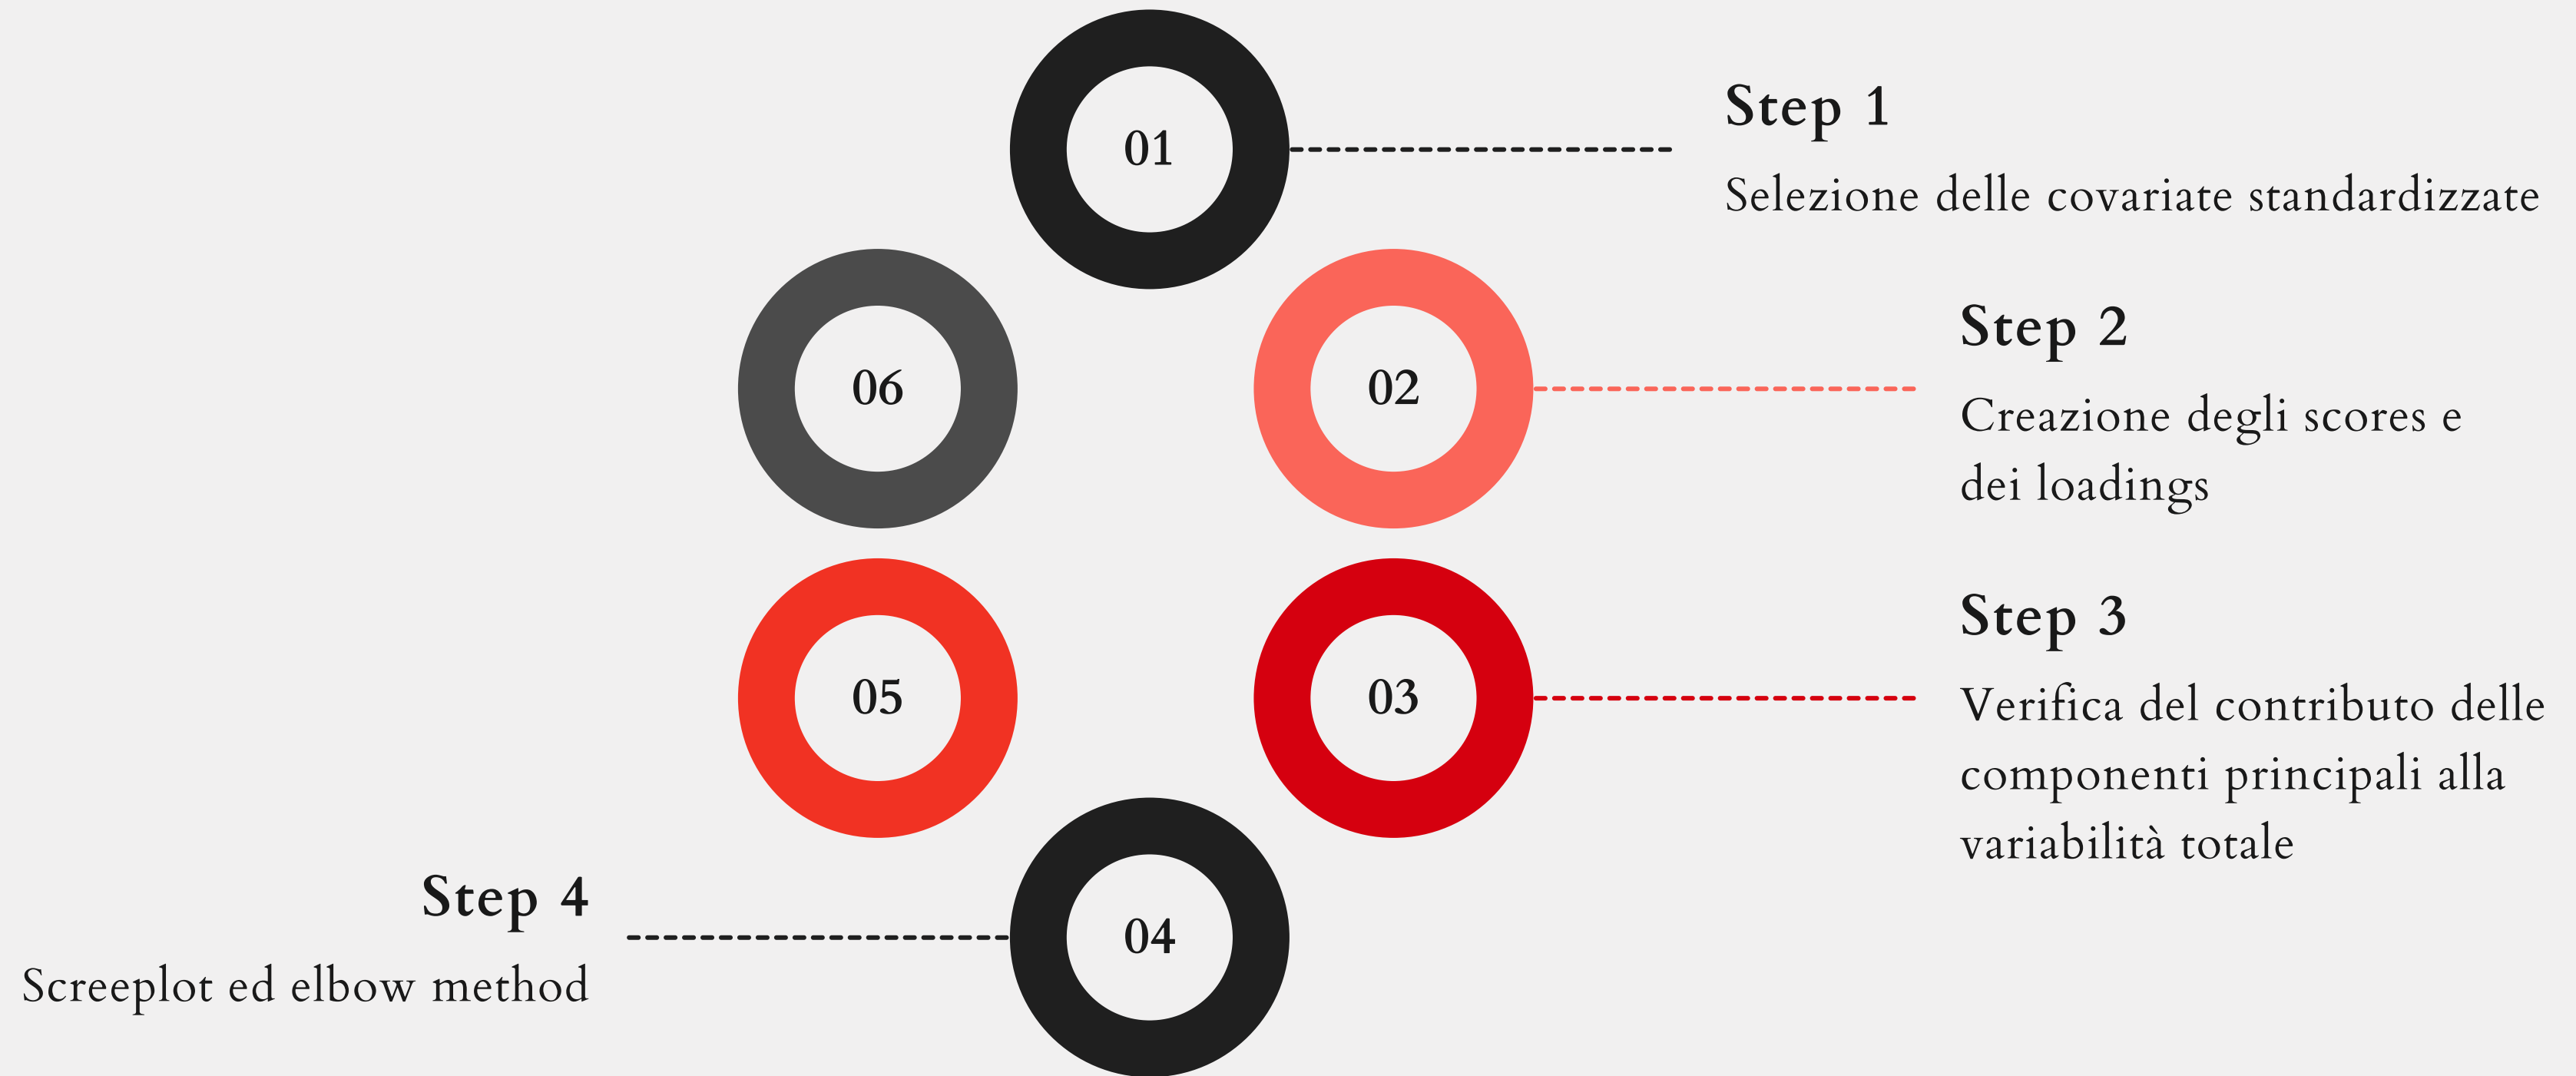 01
Step 1
Selezione delle covariate standardizzate
02
Step 2
Creazione degli scores e
dei loadings
03
Step 3
Verifica del contributo delle
componenti principali alla
variabilità totale
04
Step 4
Screeplot ed elbow method
05
06